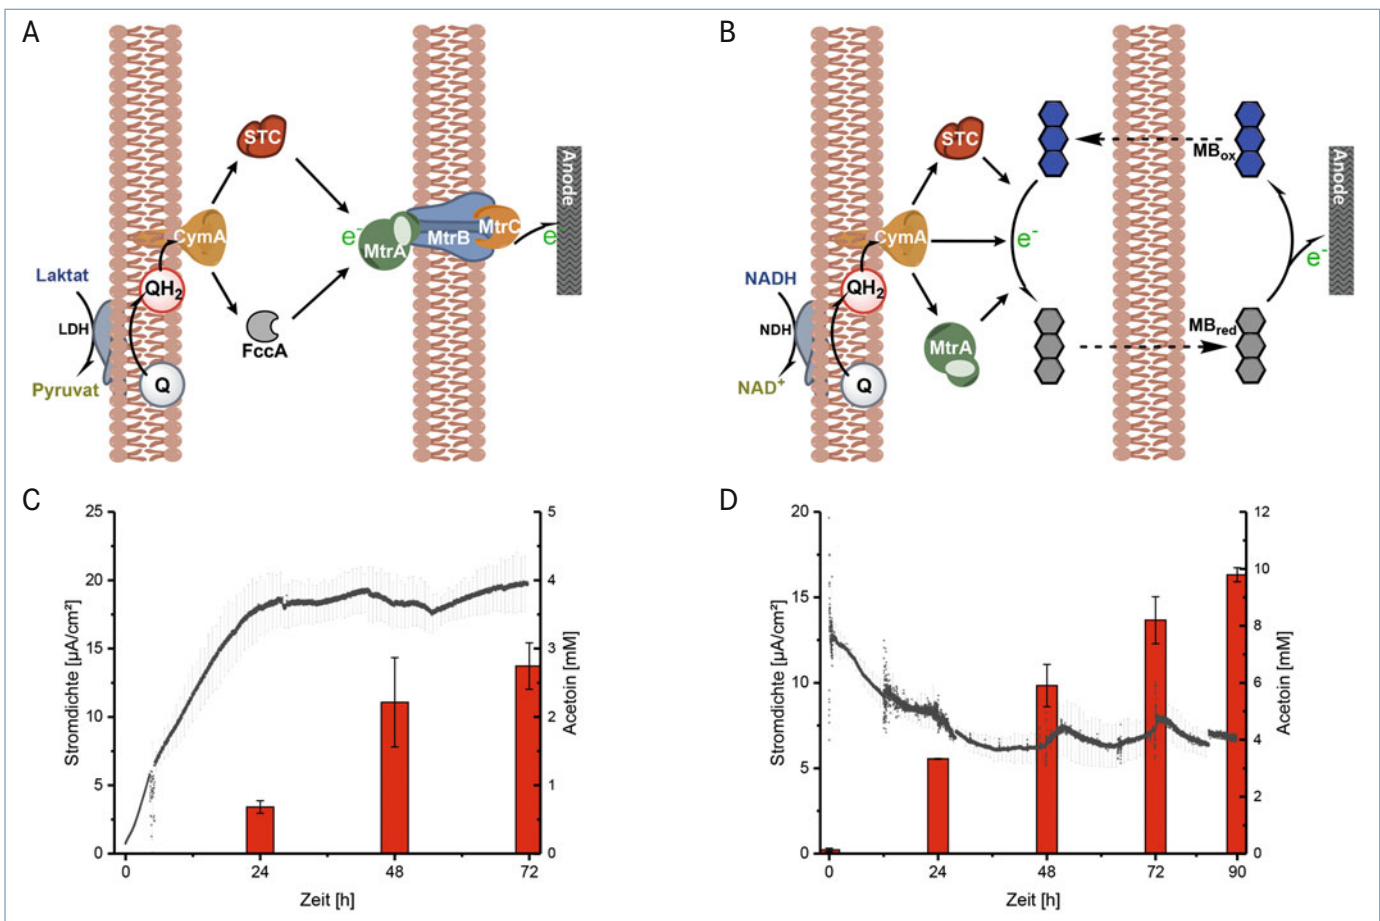 A
STC
Anode
e-
CymA
MtrA
MtrB
MtrC
e-
Laktat
QH2
LDH
FccA
Pyruvat
Q
B
STC
MBox
Anode
CymA
e-
e-
NADH
QH2
NDH
MtrA
MBred
NAD+
Q
C
25
20
15
10
5
0
Stromdichte [µA/cm²]
5
4
3
2
1
0
Acetoin [mM]
0 24 48 72
Zeit [h]
D
20
15
10
5
0
Stromdichte [µA/cm²]
12
10
8
6
4
2
0
Acetoin [mM]
0 24 48 72 90
Zeit [h]